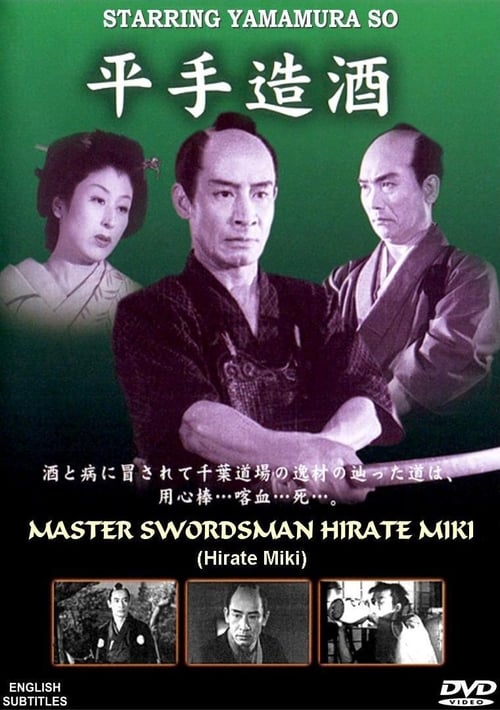 STARRING YAMAMURA SO
平手造酒
酒と病に冒されて千葉道場の逸材の辿った道は、
用心棒…喀血…死…。
MASTER SWORDSMAN HIRATE MIKI
(Hirate Miki)
ENGLISH
SUBTITLES
DVD
VIDEO